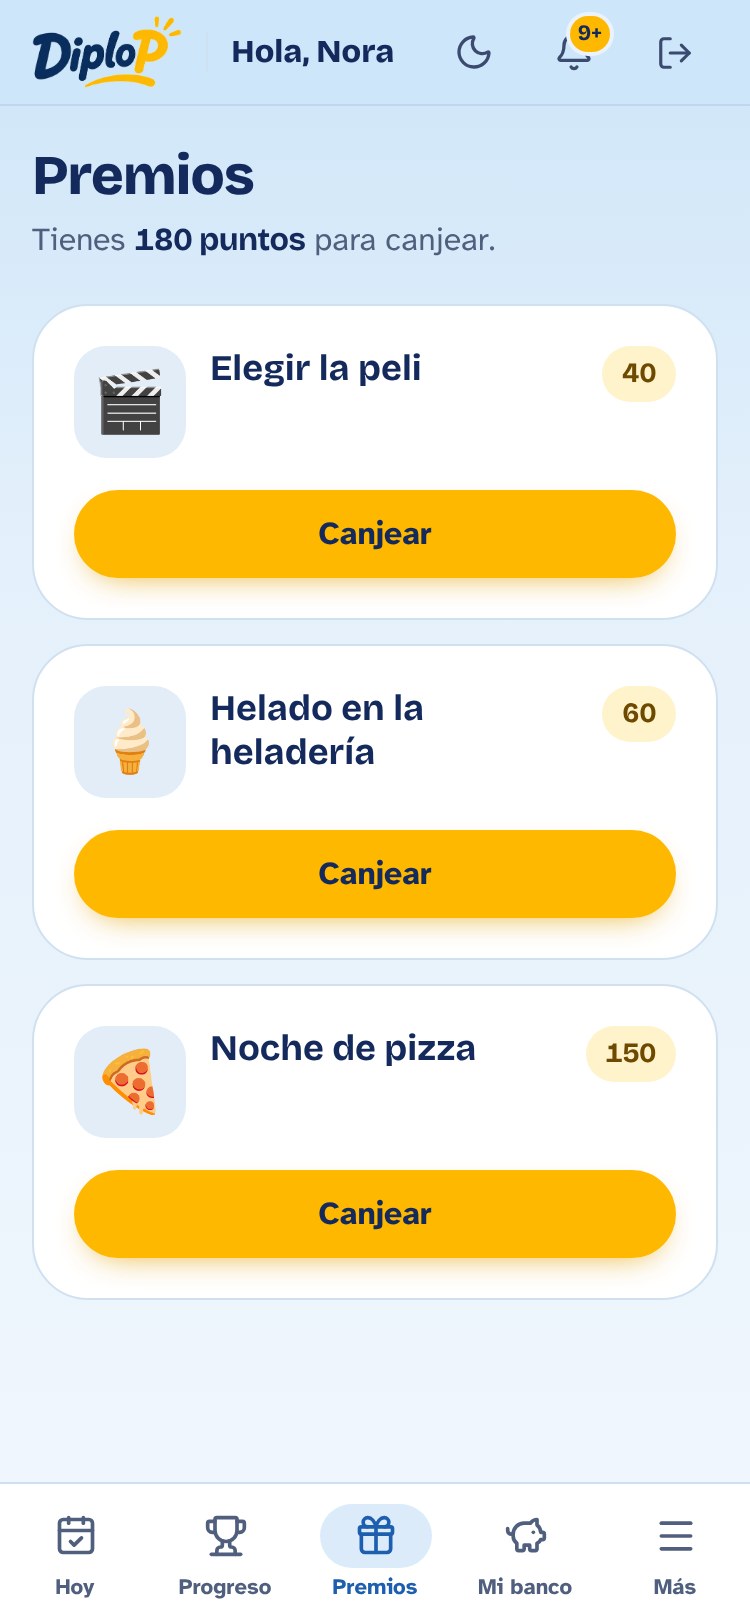 DiploP
Hola, Nora
9+
Premios
Tienes 180 puntos para canjear.
Elegir la peli
40
Canjear
Helado en la
heladería
60
Canjear
Noche de pizza
150
Canjear
Hoy
Progreso
Premios
Mi banco
Más